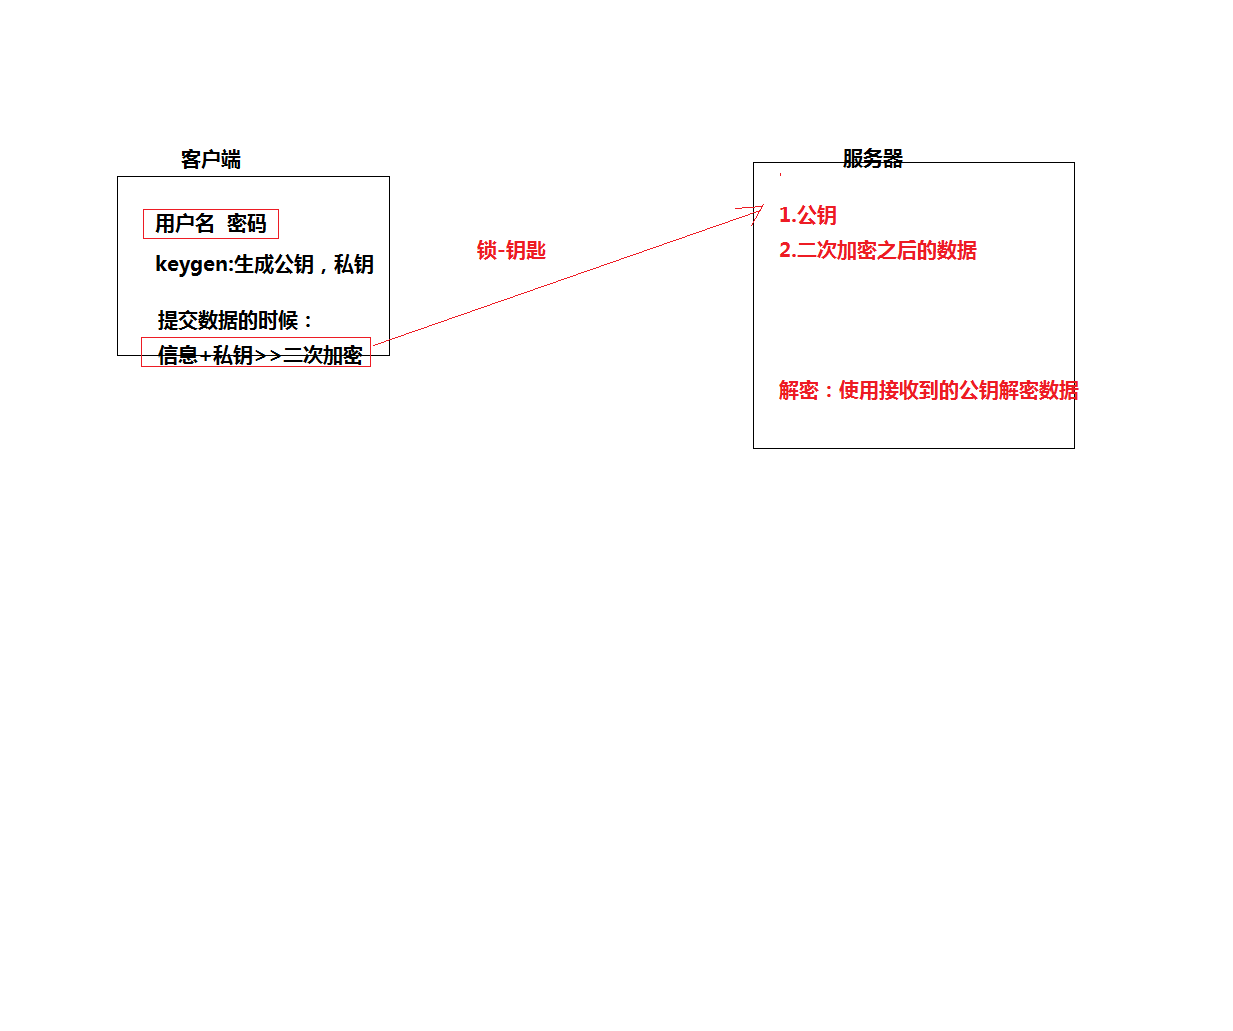 客户端
用户名 密码
keygen:生成公钥，私钥
提交数据的时候：
信息+私钥>>二次加密
锁-钥匙
服务器
1.公钥
2.二次加密之后的数据
解密：使用接收到的公钥解密数据